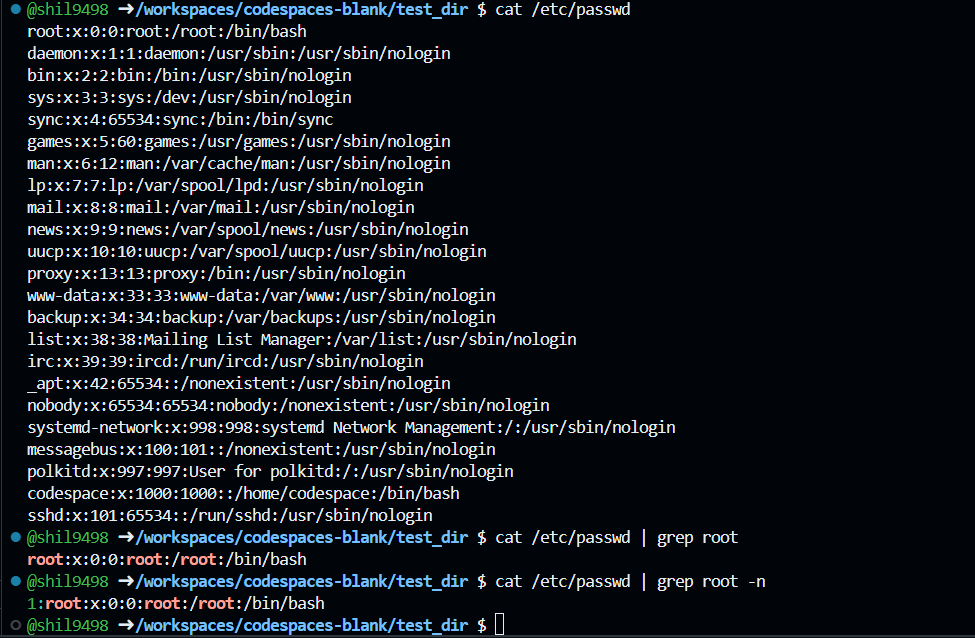 @shil9498 ➜/workspaces/codespaces-blank/test_dir $ cat /etc/passwd
root:x:0:0:root:/root:/bin/bash
daemon:x:1:1:daemon:/usr/sbin:/usr/sbin/nologin
bin:x:2:2:bin:/bin:/usr/sbin/nologin
sys:x:3:3:sys:/dev:/usr/sbin/nologin
sync:x:4:65534:sync:/bin:/bin/sync
games:x:5:60:games:/usr/games:/usr/sbin/nologin
man:x:6:12:man:/var/cache/man:/usr/sbin/nologin
lp:x:7:7:lp:/var/spool/lpd:/usr/sbin/nologin
mail:x:8:8:mail:/var/mail:/usr/sbin/nologin
news:x:9:9:news:/var/spool/news:/usr/sbin/nologin
uucp:x:10:10:uucp:/var/spool/uucp:/usr/sbin/nologin
proxy:x:13:13:proxy:/bin:/usr/sbin/nologin
www-data:x:33:33:www-data:/var/www:/usr/sbin/nologin
backup:x:34:34:backup:/var/backups:/usr/sbin/nologin
list:x:38:38:Mailing List Manager:/var/list:/usr/sbin/nologin
irc:x:39:39:ircd:/run/ircd:/usr/sbin/nologin
_apt:x:42:65534::/nonexistent:/usr/sbin/nologin
nobody:x:65534:65534:nobody:/nonexistent:/usr/sbin/nologin
systemd-network:x:998:998:systemd Network Management:/:/usr/sbin/nologin
messagebus:x:100:101::/nonexistent:/usr/sbin/nologin
polkitd:x:997:997:User for polkitd:/:/usr/sbin/nologin
codespace:x:1000:1000::/home/codespace:/bin/bash
sshd:x:101:65534::/run/sshd:/usr/sbin/nologin
@shil9498 ➜/workspaces/codespaces-blank/test_dir $ cat /etc/passwd | grep root
root:x:0:0:root:/root:/bin/bash
@shil9498 ➜/workspaces/codespaces-blank/test_dir $ cat /etc/passwd | grep root -n
1:root:x:0:0:root:/root:/bin/bash
@shil9498 ➜/workspaces/codespaces-blank/test_dir $